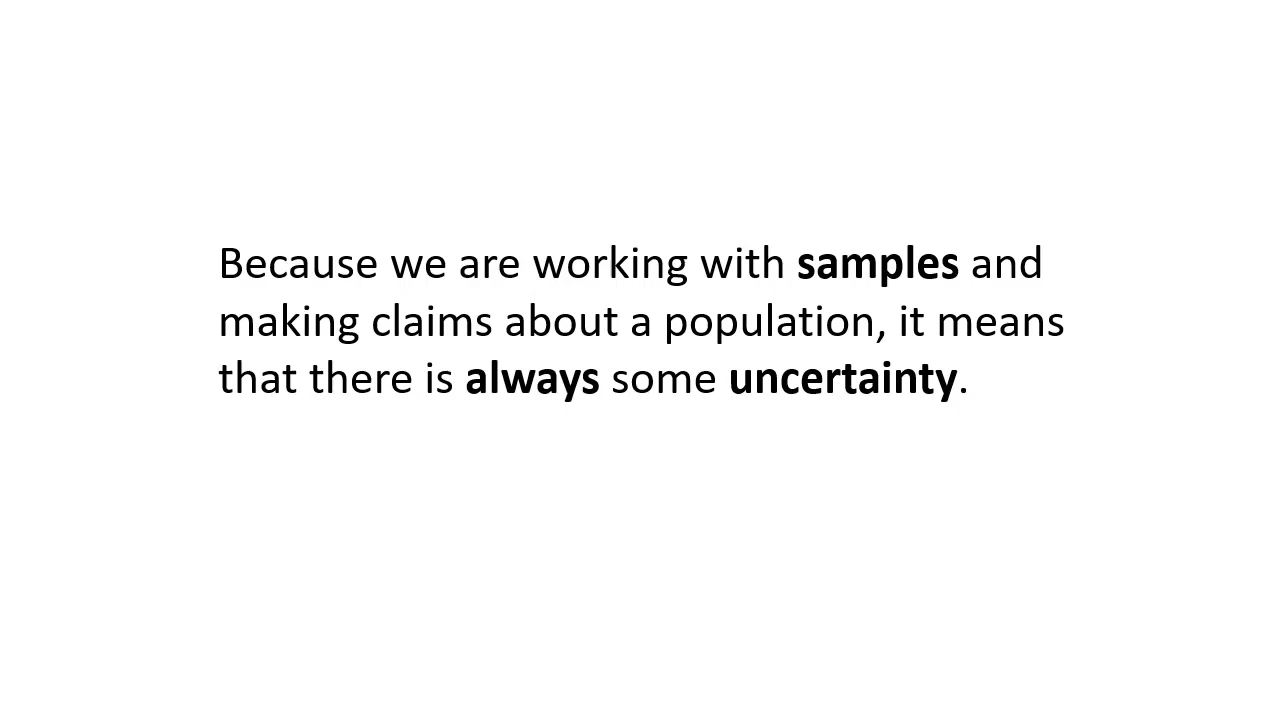 Because we are working with samples and
making claims about a population, it means
that there is always some uncertainty.